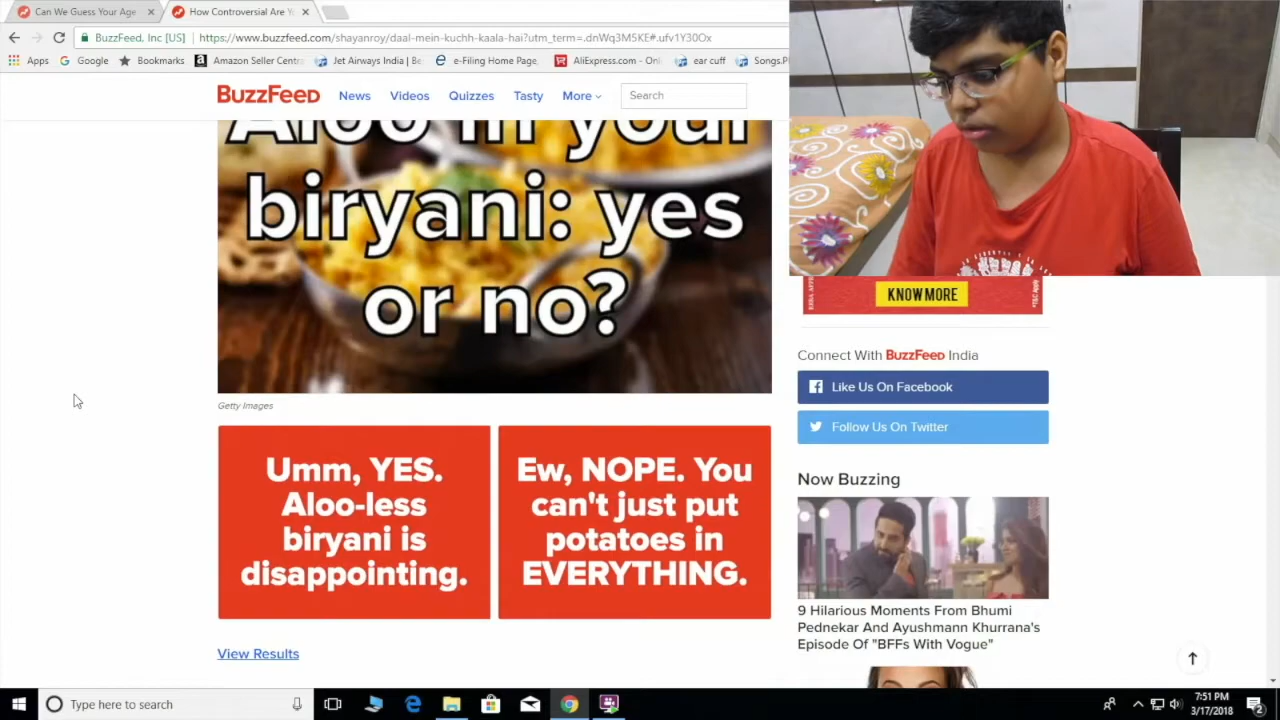 Can We Guess Your Age
How Controversial Are Y
BuzzFeed, Inc [US]
https://www.buzzfeed.com/shayanroy/daal-mein-kuchh-kaala-hai?utm_term=.dnWq3M5KE#.ufv1Y30Ox
Apps
Google
Bookmarks
Amazon Seller Centr
Jet Airways India | Be
e-Filing Home Page,
AliExpress.com - Onl
ear cuff
Songs.P
BuzzFeed
News
Videos
Quizzes
Tasty
More
Search
Aloo in your
biryani: yes
or no?
Getty Images
Umm, YES.
Aloo-less
biryani is
disappointing.
Ew, NOPE. You
can't just put
potatoes in
EVERYTHING.
View Results
KNOW MORE
Connect With BuzzFeed India
Like Us On Facebook
Follow Us On Twitter
Now Buzzing
9 Hilarious Moments From Bhumi
Pednekar And Ayushmann Khurrana's
Episode Of "BFFs With Vogue"
Type here to search
7:51 PM
3/17/2018
2